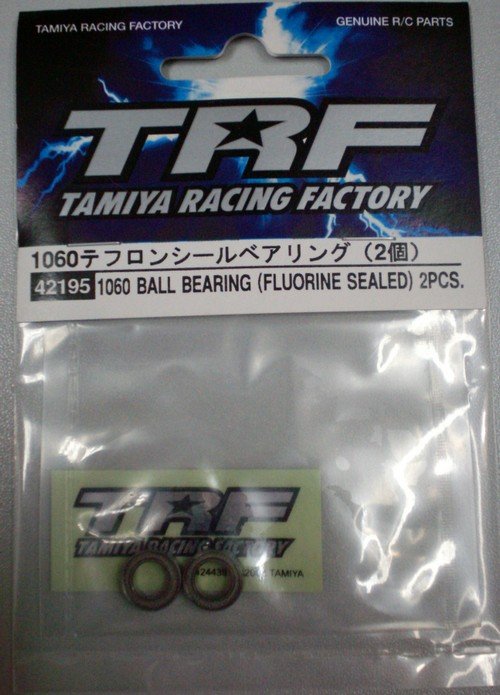 TAMIYA RACING FACTORY
GENUINE R/C PARTS
TRF
TAMIYA RACING FACTORY
1060テフロンシールベアリング(2個)
42195 1060 BALL BEARING (FLUORINE SEALED) 2PCS.
TRF
TAMIYA RACING FACTORY
TAMIYA